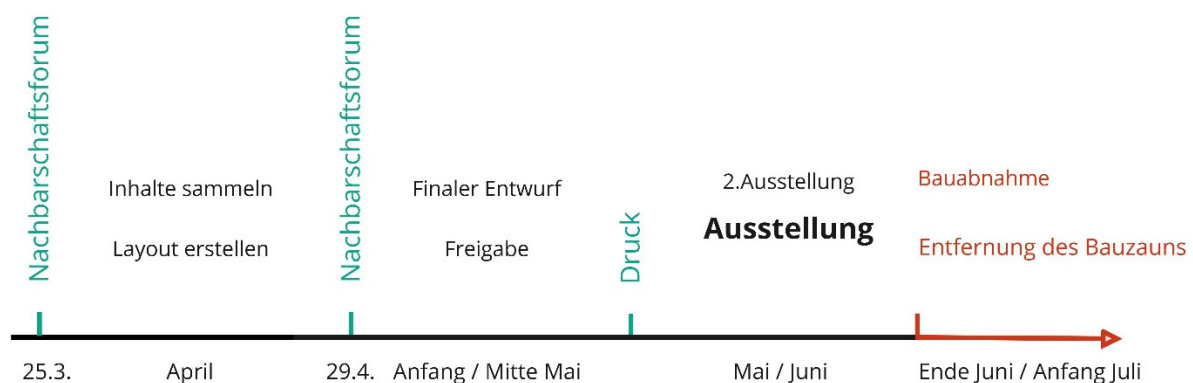 Nachbarschaftsforum
Inhalte sammeln
Layout erstellen
Nachbarschaftsforum
Finaler Entwurf
Freigabe
Druck
2.Ausstellung
Ausstellung
Bauabnahme
Entfernung des Bauzauns
25.3.
April
29.4.
Anfang / Mitte Mai
Mai / Juni
Ende Juni / Anfang Juli